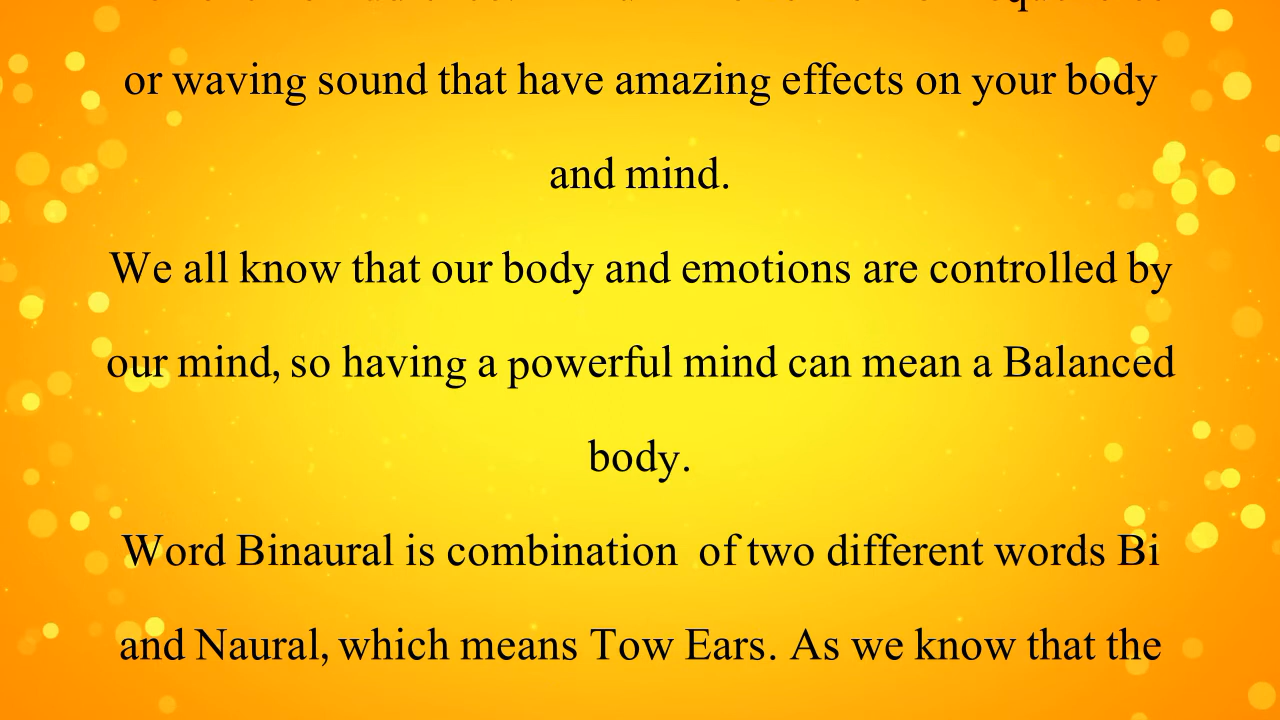 or waving sound that have amazing effects on your body
and mind.
We all know that our body and emotions are controlled by
our mind, so having a powerful mind can mean a Balanced
body.
Word Binaural is combination  of two different words Bi
and Naural, which means Tow Ears. As we know that the